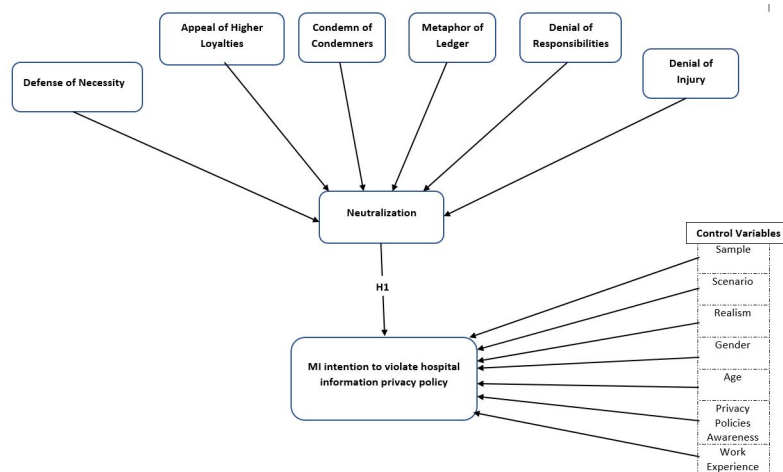 Defense of Necessity
Appeal of Higher
Loyalties
Condemn of
Condemners
Metaphor of
Ledger
Denial of
Responsibilities
Denial of
Injury
Neutralization
H1
MI intention to violate hospital
information privacy policy
Control Variables
Sample
Scenario
Realism
Gender
Age
Privacy
Policies
Awareness
Work
Experience